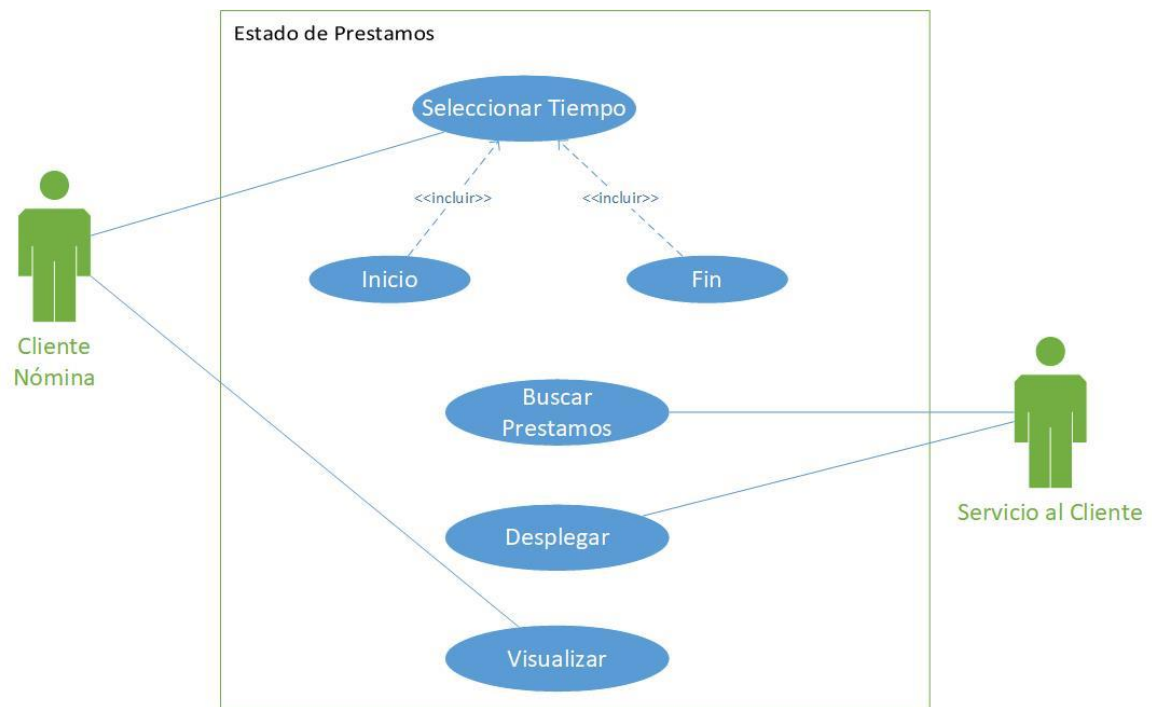 Estado de Prestamos
Seleccionar Tiempo
<<incluir>>
<<incluir>>
Inicio
Fin
Cliente
Nómina
Buscar
Prestamos
Servicio al Cliente
Desplegar
Visualizar